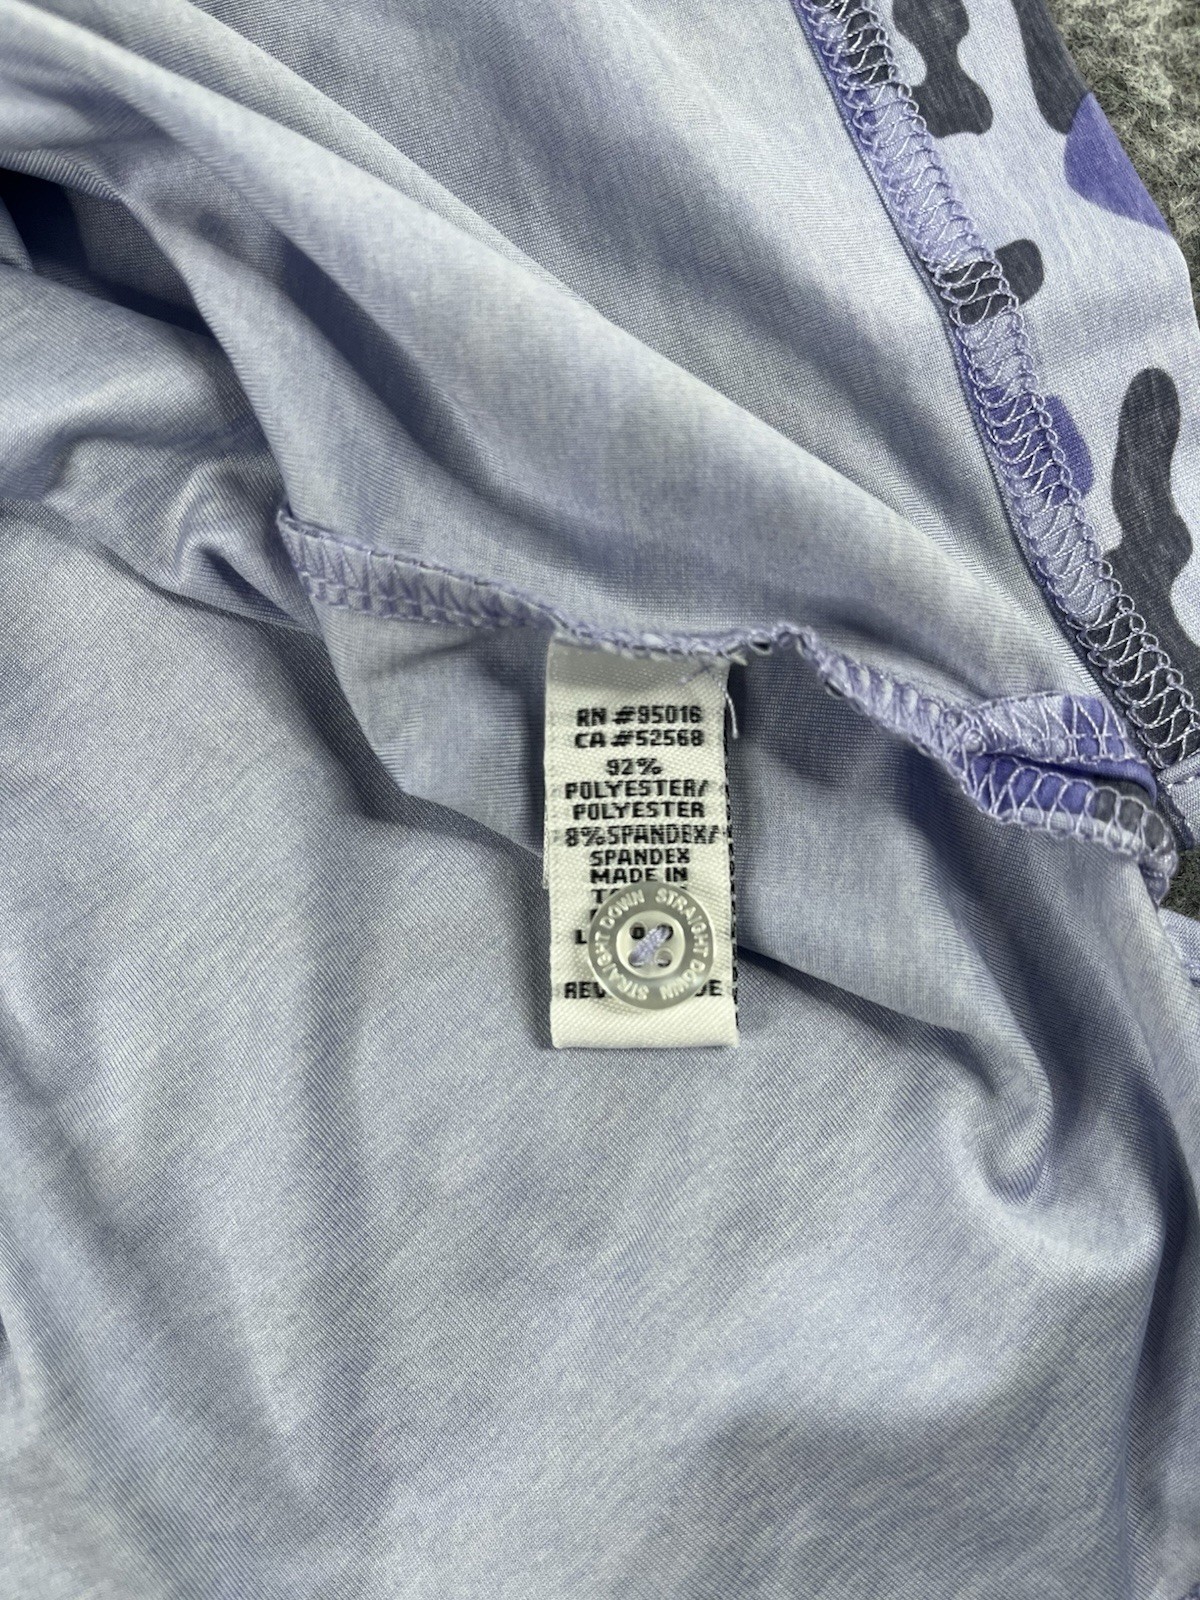 RN #95016
CA #52568
92%
POLYESTER/
POLYESTER
8%SPANDEX/
SPANDEX
MADE IN
STRAIGHT DOWN STRAIGHT DOWN